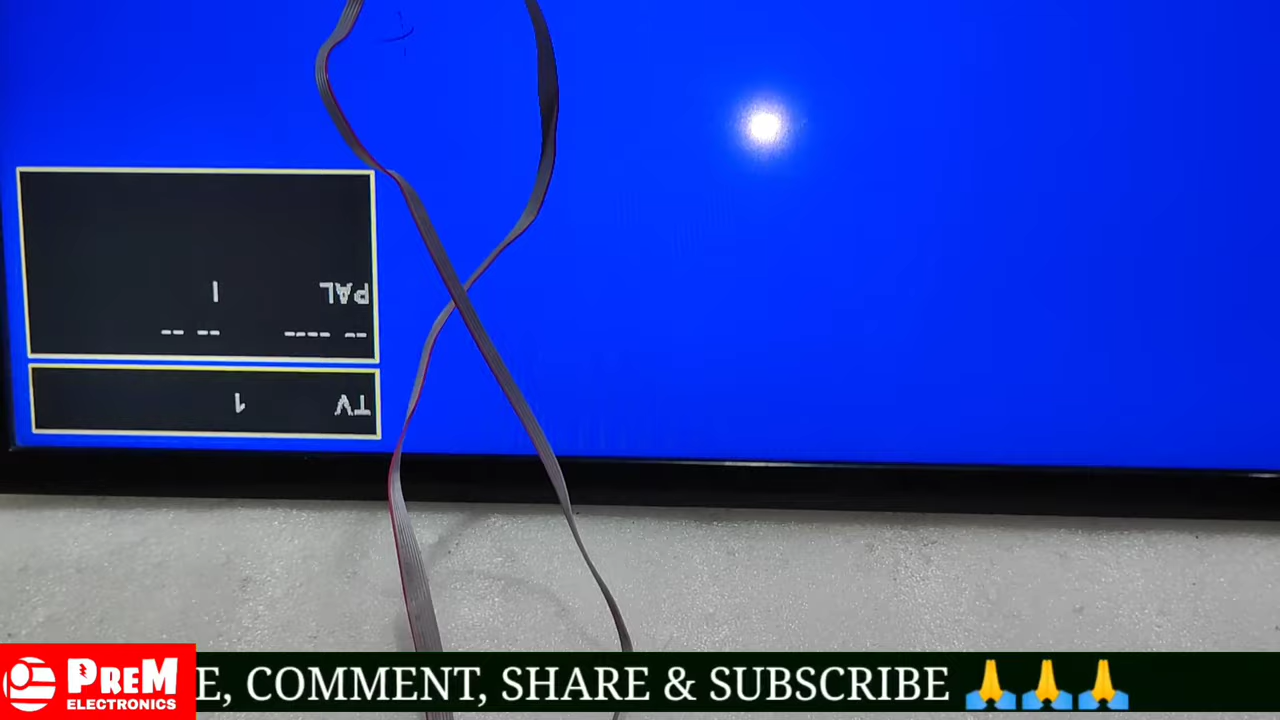 TV 1
-- ---- -- --
PAL I
PREM
ELECTRONICS
E, COMMENT, SHARE & SUBSCRIBE 🙏🙏🙏